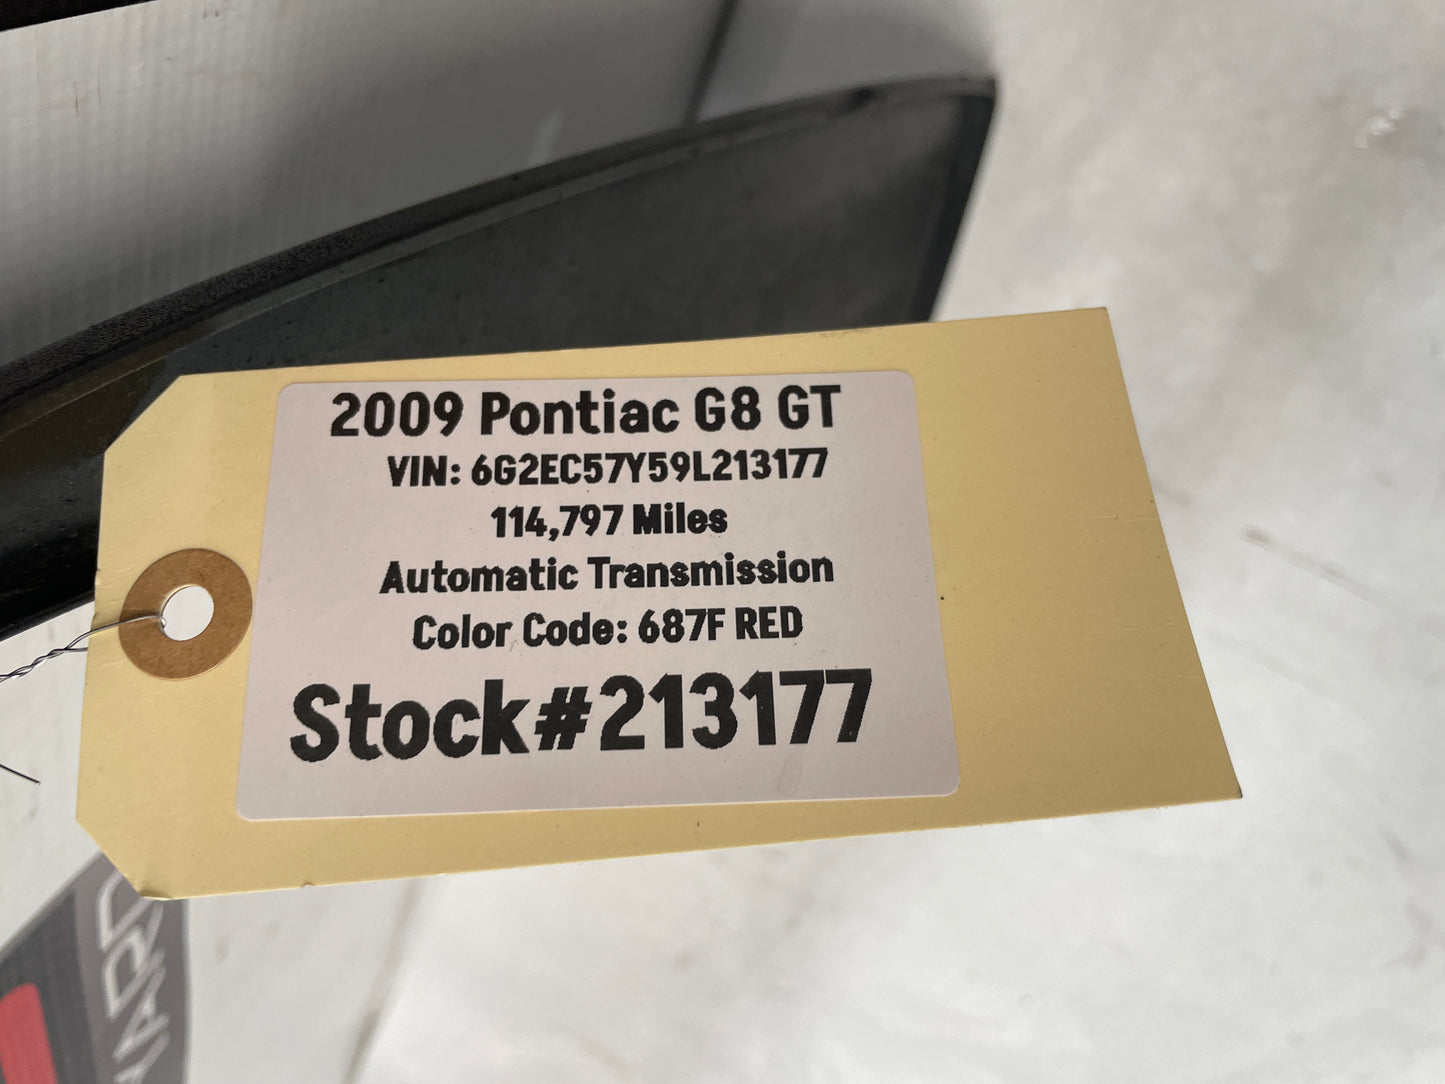 2009 Pontiac G8 GT
VIN: 6G2EC57Y59L213177
114,797 Miles
Automatic Transmission
Color Code: 687F RED
Stock#213177